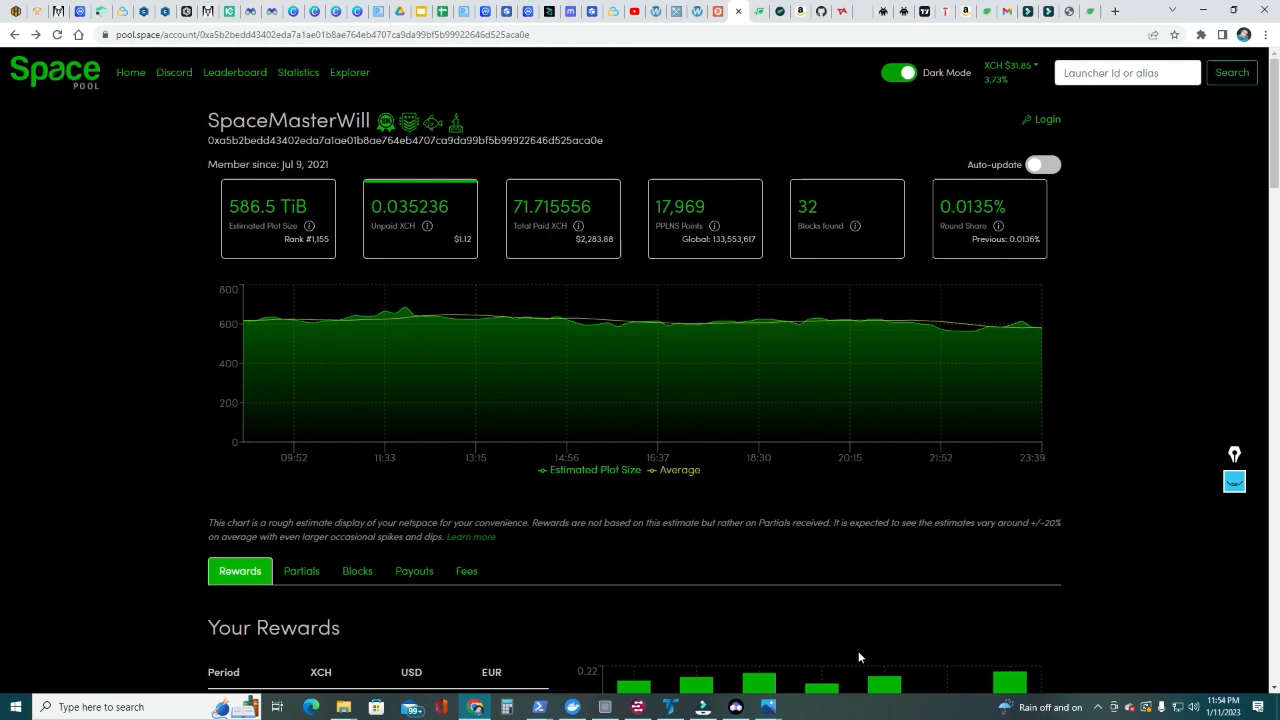 pool.space/account/0xa5b2bedd43402eda7a1ae01b8ae764eb4707ca9da99bf5b99922646d525aca0e
Space
POOL
Home Discord Leaderboard Statistics Explorer
Dark Mode
XCH $31.85
3.73%
Launcher Id or alias
Search
SpaceMasterWill
Login
0xa5b2bedd43402eda7a1ae01b8ae764eb4707ca9da99bf5b99922646d525aca0e
Member since: Jul 9, 2021
Auto-update
586.5 TiB
Estimated Plot Size
Rank #1,155
0.035236
Unpaid XCH
$1.12
71.715556
Total Paid XCH
$2,283.88
17,969
PPLNS Points
Global: 133,553,617
32
Blocks found
0.0135%
Round Share
Previous: 0.0136%
800
600
400
200
0
09:52 11:33 13:15 14:56 16:37 18:30 20:15 21:52 23:39
Estimated Plot Size Average
This chart is a rough estimate display of your netspace for your convenience. Rewards are not based on this estimate but rather on Partials received. It is expected to see the estimates vary around +/-20%
on average with even larger occasional spikes and dips. Learn more
Rewards Partials Blocks Payouts Fees
Your Rewards
Period XCH USD EUR
0.22
Type here to search
99+
Rain off and on
11:54 PM
1/11/2023